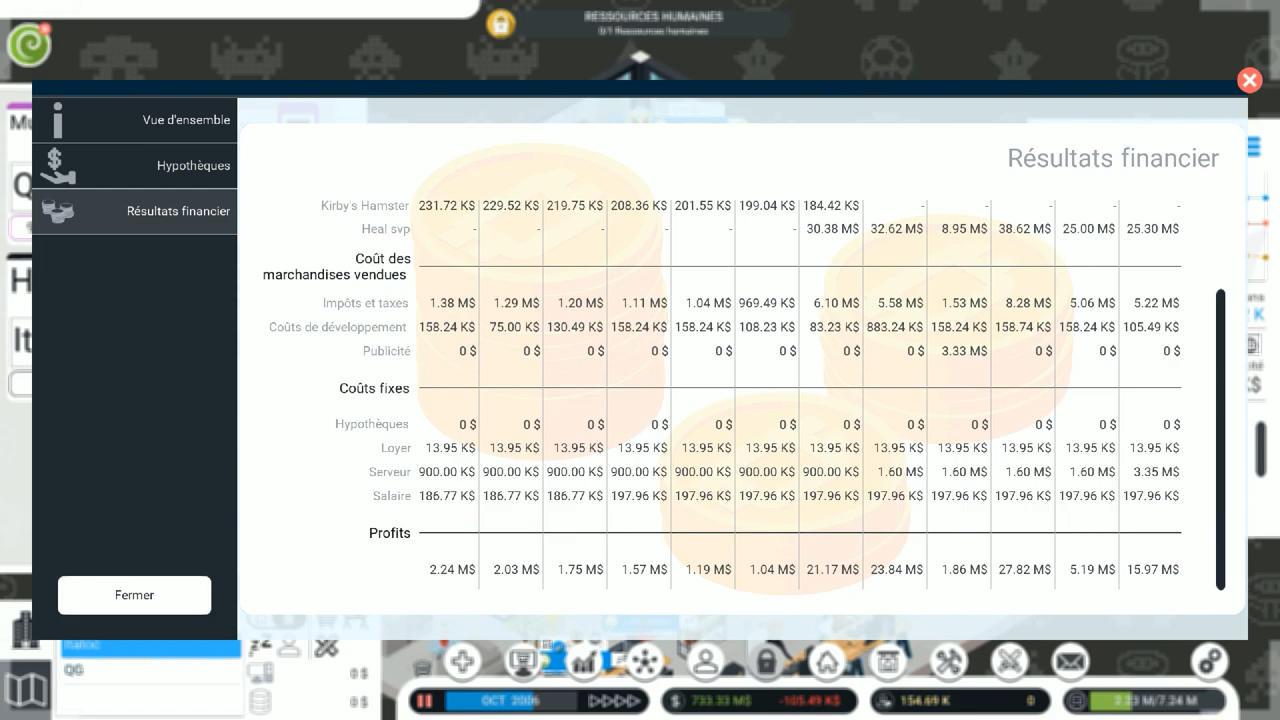 RESSOURCES HUMAINES
0/1 Ressources humaines
Vue d'ensemble
Hypothèques
Résultats financier
Fermer
Résultats financier
Kirby's Hamster 231.72 K$ 229.52 K$ 219.75 K$ 208.36 K$ 201.55 K$ 199.04 K$ 184.42 K$ - - - - -
Heal svp - - - - - - 30.38 M$ 32.62 M$ 8.95 M$ 38.62 M$ 25.00 M$ 25.30 M$
Coût des
marchandises vendues
Impôts et taxes 1.38 M$ 1.29 M$ 1.20 M$ 1.11 M$ 1.04 M$ 969.49 K$ 6.10 M$ 5.58 M$ 1.53 M$ 8.28 M$ 5.06 M$ 5.22 M$
Coûts de développement 158.24 K$ 75.00 K$ 130.49 K$ 158.24 K$ 158.24 K$ 108.23 K$ 83.23 K$ 883.24 K$ 158.24 K$ 158.74 K$ 158.24 K$ 105.49 K$
Publicité 0 $ 0 $ 0 $ 0 $ 0 $ 0 $ 0 $ 0 $ 3.33 M$ 0 $ 0 $ 0 $
Coûts fixes
Hypothèques 0 $ 0 $ 0 $ 0 $ 0 $ 0 $ 0 $ 0 $ 0 $ 0 $ 0 $ 0 $
Loyer 13.95 K$ 13.95 K$ 13.95 K$ 13.95 K$ 13.95 K$ 13.95 K$ 13.95 K$ 13.95 K$ 13.95 K$ 13.95 K$ 13.95 K$ 13.95 K$
Serveur 900.00 K$ 900.00 K$ 900.00 K$ 900.00 K$ 900.00 K$ 900.00 K$ 900.00 K$ 1.60 M$ 1.60 M$ 1.60 M$ 1.60 M$ 3.35 M$
Salaire 186.77 K$ 186.77 K$ 186.77 K$ 197.96 K$ 197.96 K$ 197.96 K$ 197.96 K$ 197.96 K$ 197.96 K$ 197.96 K$ 197.96 K$ 197.96 K$
Profits
2.24 M$ 2.03 M$ 1.75 M$ 1.57 M$ 1.19 M$ 1.04 M$ 21.17 M$ 23.84 M$ 1.86 M$ 27.82 M$ 5.19 M$ 15.97 M$
QG
0 $
0 $
OCT 2006 733.33 M$ -105.49 K$ 154.69 K 0